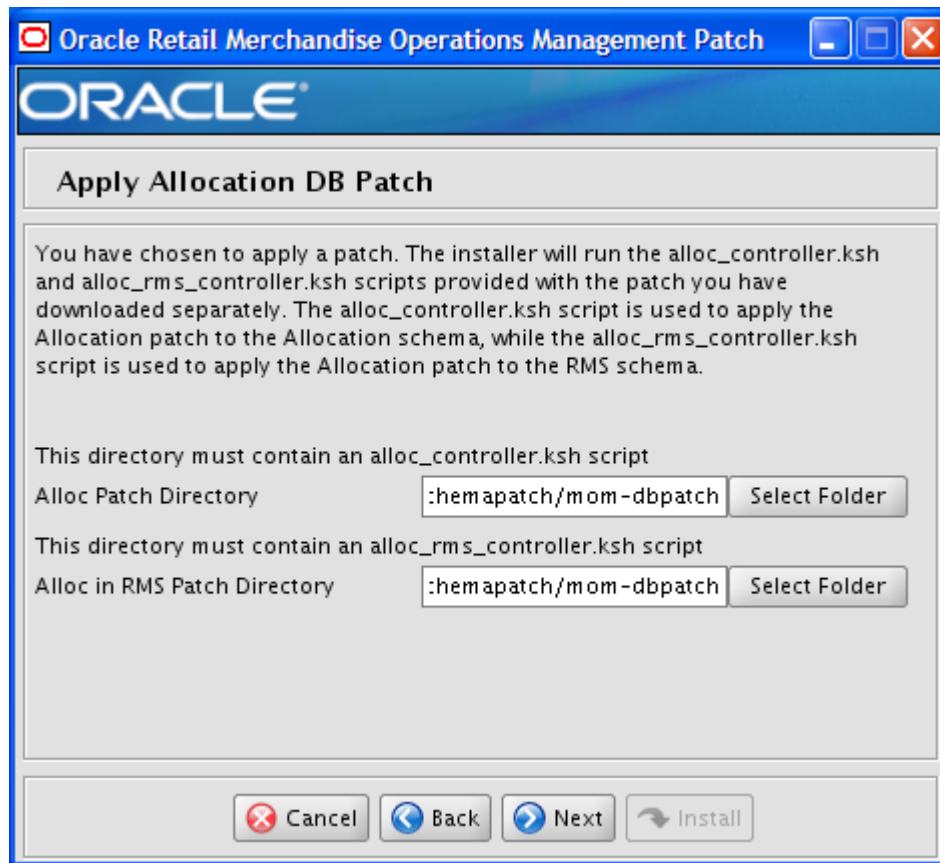 Oracle Retail Merchandise Operations Management Patch
ORACLE®
Apply Allocation DB Patch
You have chosen to apply a patch. The installer will run the alloc_controller.ksh
and alloc_rms_controller.ksh scripts provided with the patch you have
downloaded separately. The alloc_controller.ksh script is used to apply the
Allocation patch to the Allocation schema, while the alloc_rms_controller.ksh
script is used to apply the Allocation patch to the RMS schema.
This directory must contain an alloc_controller.ksh script
Alloc Patch Directory :hemapatch/mom-dbpatch Select Folder
This directory must contain an alloc_rms_controller.ksh script
Alloc in RMS Patch Directory :hemapatch/mom-dbpatch Select Folder
Cancel Back Next Install